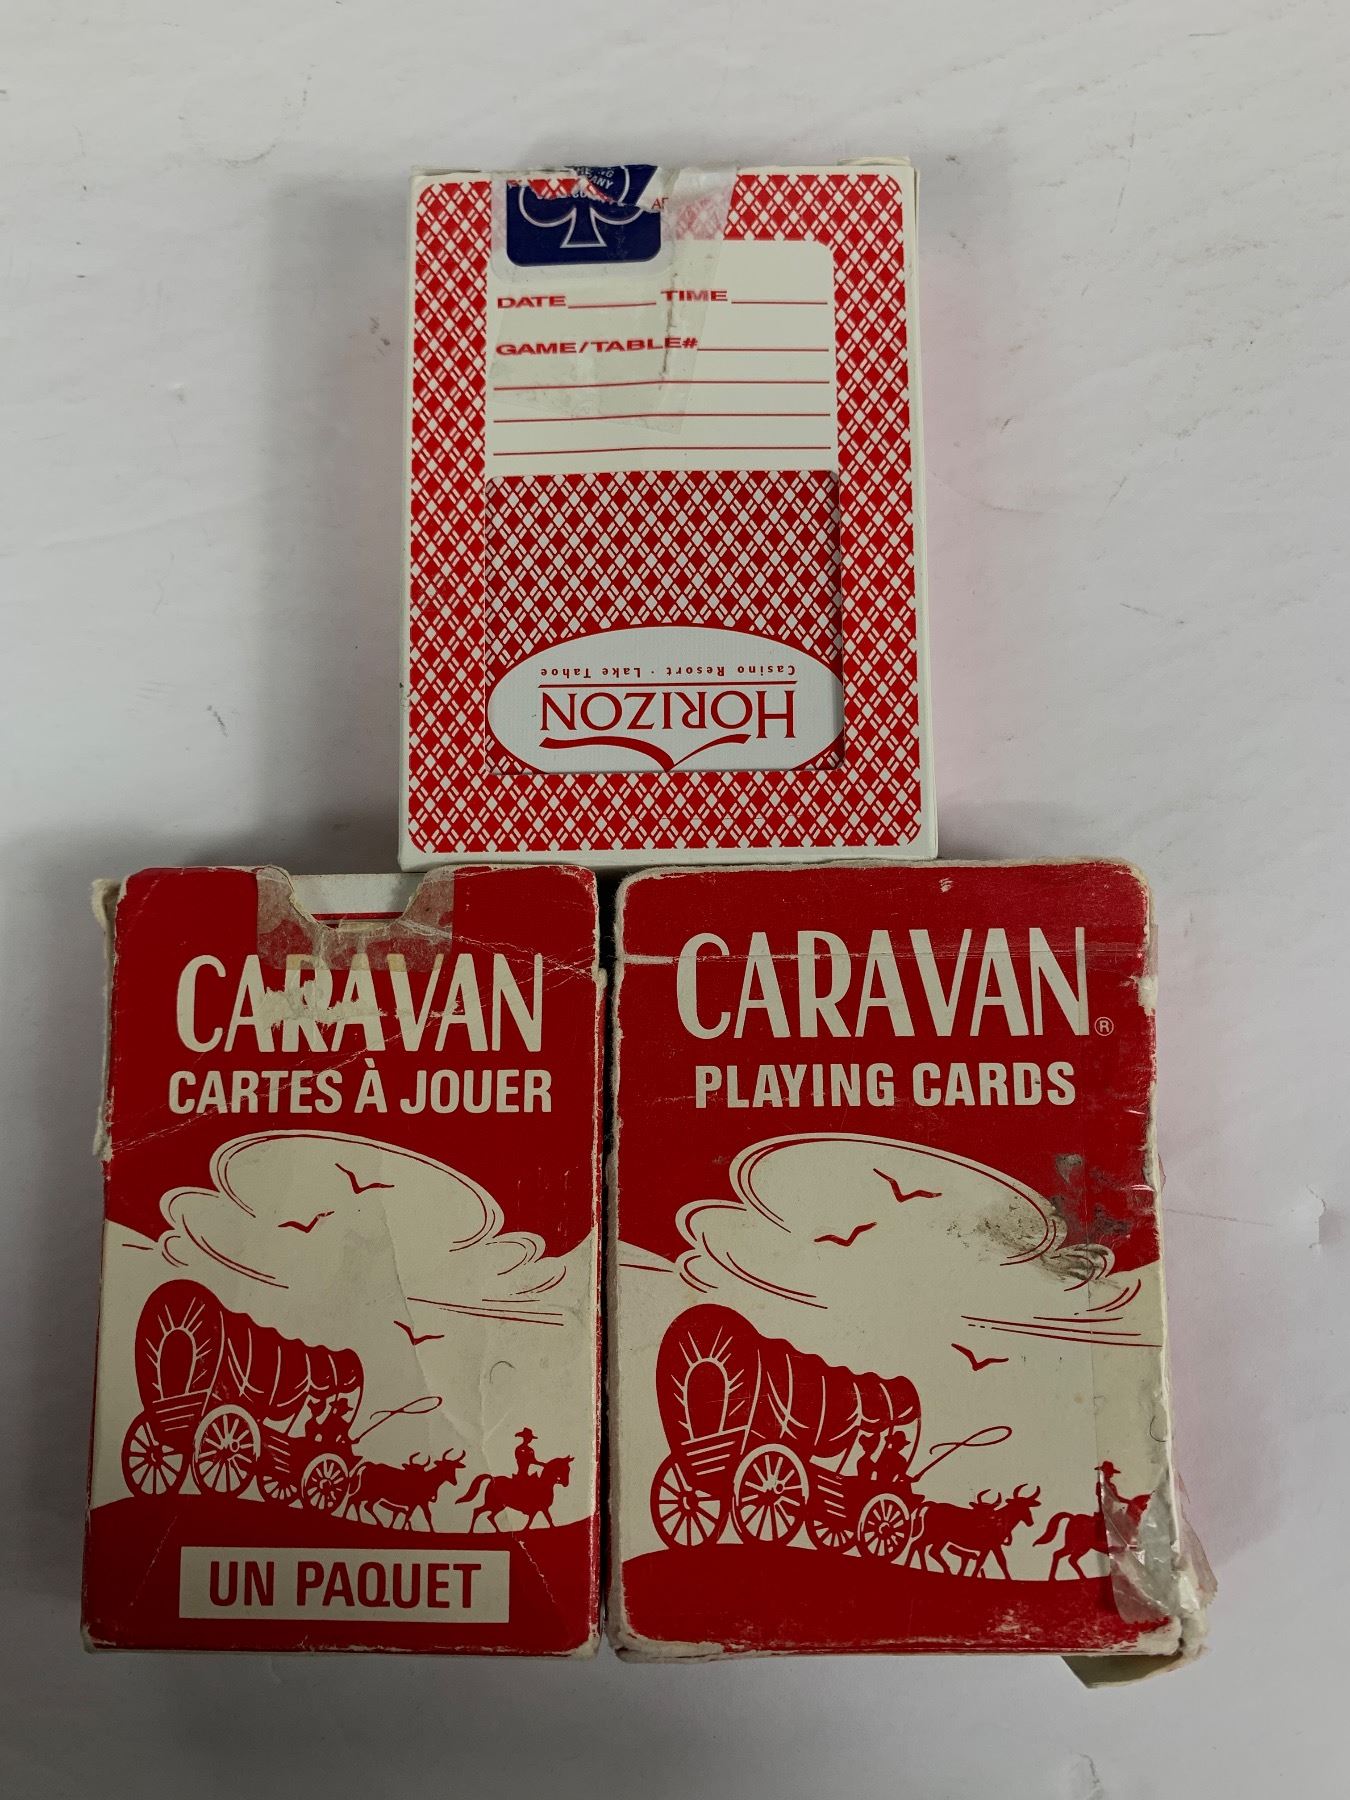 DATE TIME
GAME/TABLE#
HORIZON
Casino Resort · Lake Tahoe
CARAVAN
CARTES À JOUER
UN PAQUET
CARAVAN®
PLAYING CARDS